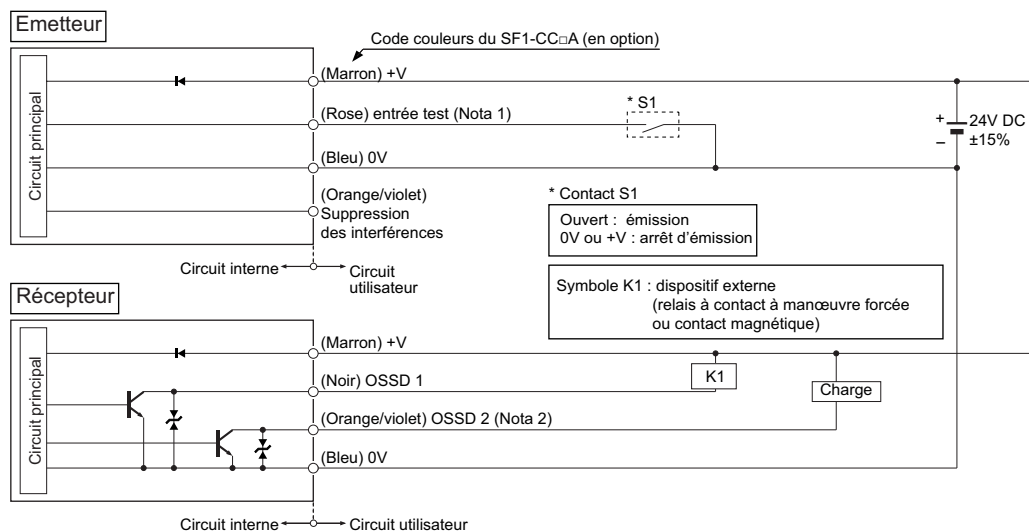 Emetteur
Code couleurs du SF1-CC□A (en option)
Circuit principal
(Marron) +V
(Rose) entrée test (Nota 1)
* S1
+
−
24V DC
±15%
(Bleu) 0V
(Orange/violet)
Suppression
des interférences
* Contact S1
Ouvert : émission
0V ou +V : arrêt d’émission
Circuit interne
Circuit
utilisateur
Symbole K1 : dispositif externe
(relais à contact à manœuvre forcée
ou contact magnétique)
Récepteur
Circuit principal
(Marron) +V
(Noir) OSSD 1
K1
Charge
(Orange/violet) OSSD 2 (Nota 2)
(Bleu) 0V
Circuit interne
Circuit utilisateur